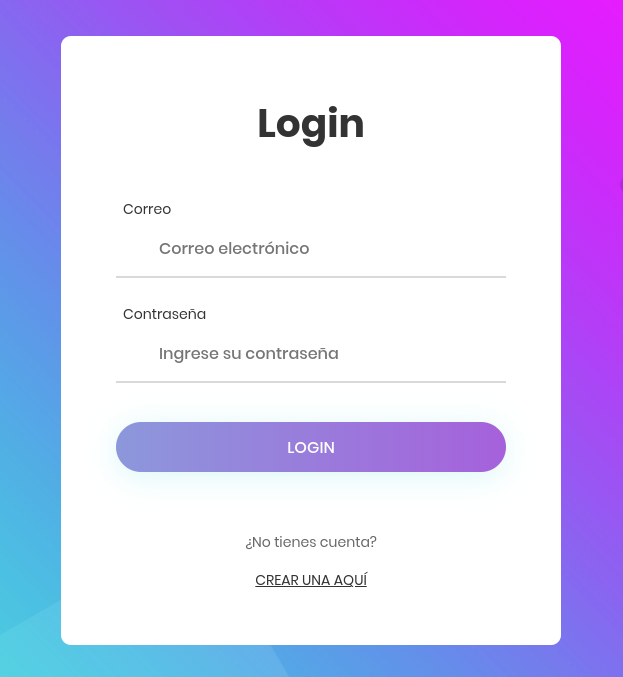 Login
Correo
Correo electrónico
Contraseña
Ingrese su contraseña
LOGIN
¿No tienes cuenta?
CREAR UNA AQUÍ